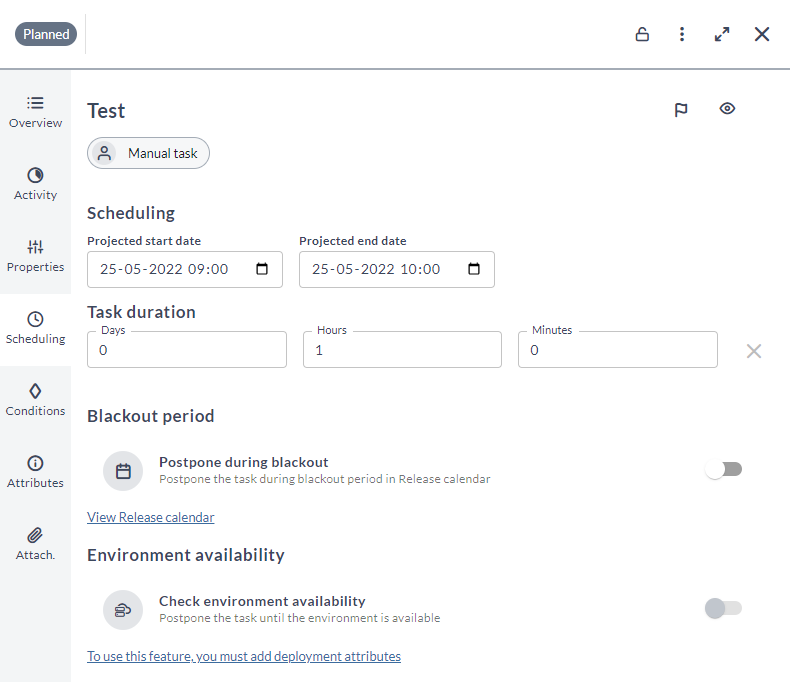 Planned
Overview
Activity
Properties
Scheduling
Conditions
Attributes
Attach.
Test
Manual task
Scheduling
Projected start date
Projected end date
25-05-2022 09:00
25-05-2022 10:00
Task duration
Days
Hours
Minutes
0
1
0
Blackout period
Postpone during blackout
Postpone the task during blackout period in Release calendar
View Release calendar
Environment availability
Check environment availability
Postpone the task until the environment is available
To use this feature, you must add deployment attributes